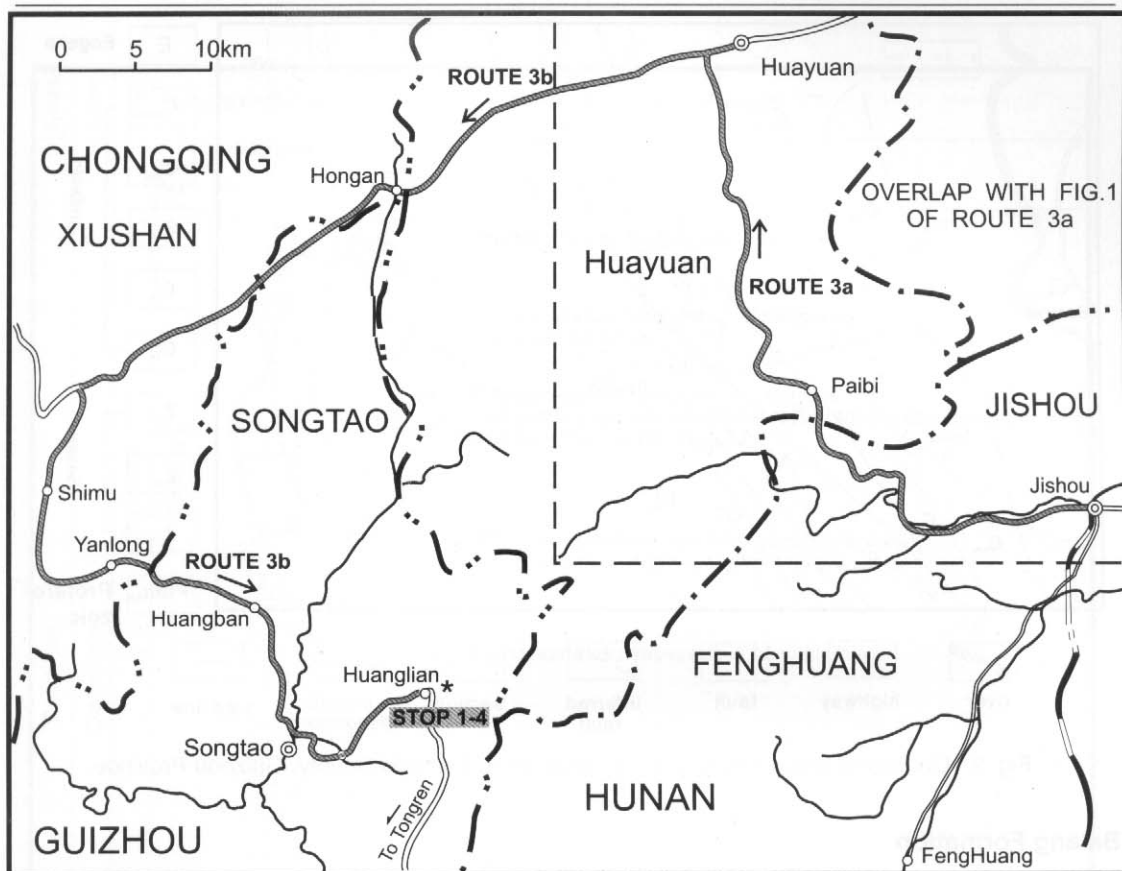 0 5 10km
ROUTE 3b
Huayuan
CHONGQING
Hongan
OVERLAP WITH FIG.1
OF ROUTE 3a
XIUSHAN
Huayuan
ROUTE 3a
Paibi
SONGTAO
JISHOU
Shimu
Jishou
Yanlong
ROUTE 3b
Huangban
FENGHUANG
Huanglian*
STOP 1-4
Songtao
HUNAN
To Tongren
GUIZHOU
FengHuang